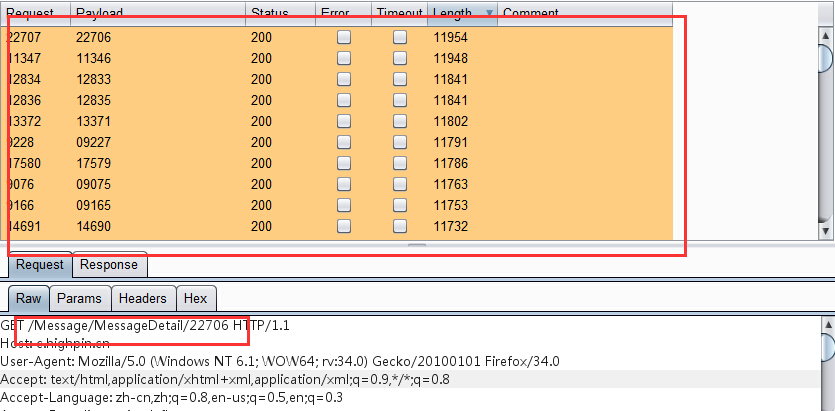 Request Payload Status Error Timeout Length Comment
22707 22706 200 11954
11347 11346 200 11948
12834 12833 200 11841
12836 12835 200 11841
13372 13371 200 11802
9228 09227 200 11791
17580 17579 200 11786
9076 09075 200 11763
9166 09165 200 11753
14691 14690 200 11732
Request Response
Raw Params Headers Hex
GET /Message/MessageDetail/22706 HTTP/1.1
Host: c.highpin.cn
User-Agent: Mozilla/5.0 (Windows NT 6.1; WOW64; rv:34.0) Gecko/20100101 Firefox/34.0
Accept: text/html,application/xhtml+xml,application/xml;q=0.9,*/*;q=0.8
Accept-Language: zh-cn,zh;q=0.8,en-us;q=0.5,en;q=0.3